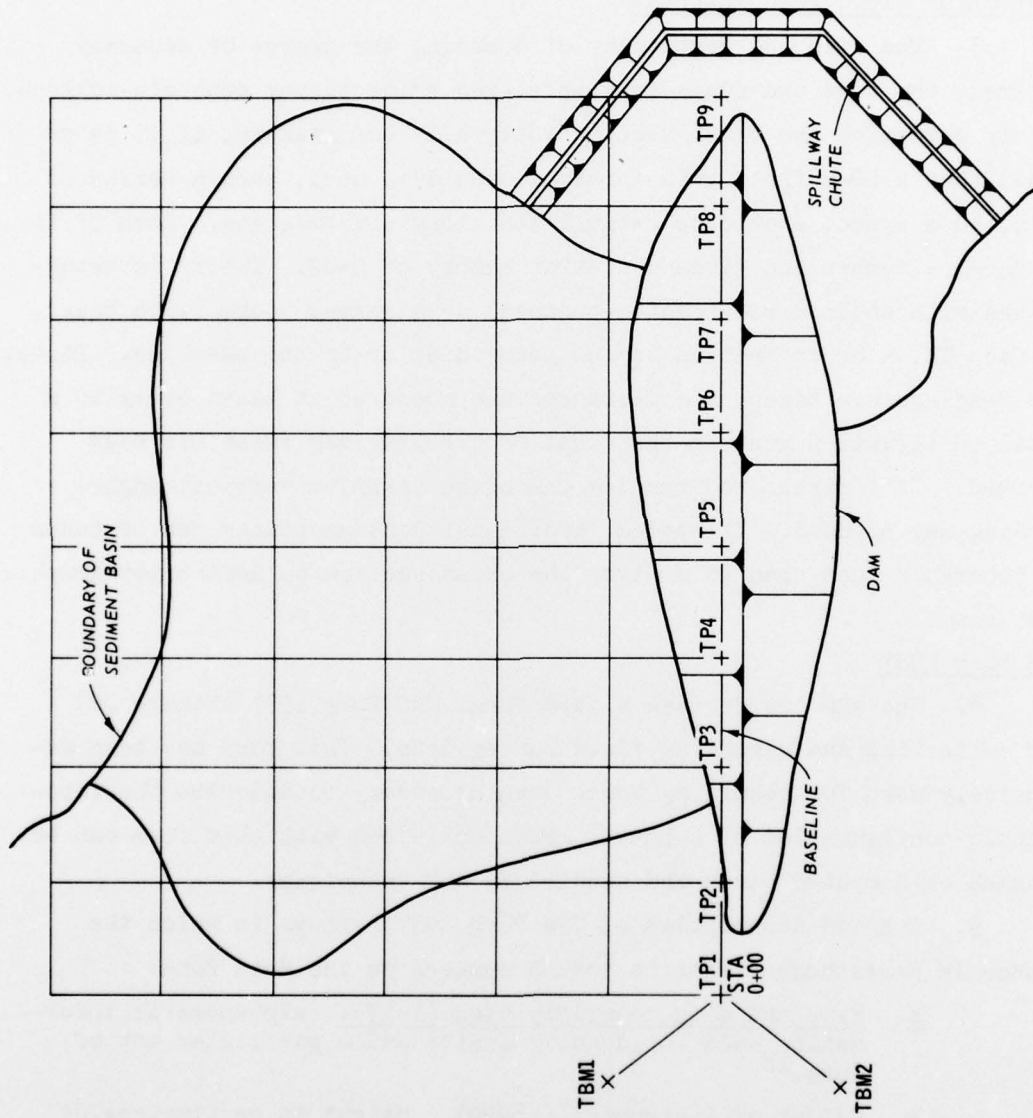 BOUNDARY OF
SEDIMENT BASIN
TP1
TP2
TP3
TP4
TP5
TP6
TP7
TP8
TP9
STA
0+00
TBM1
TBM2
BASELINE
DAM
SPILLWAY
CHUTE